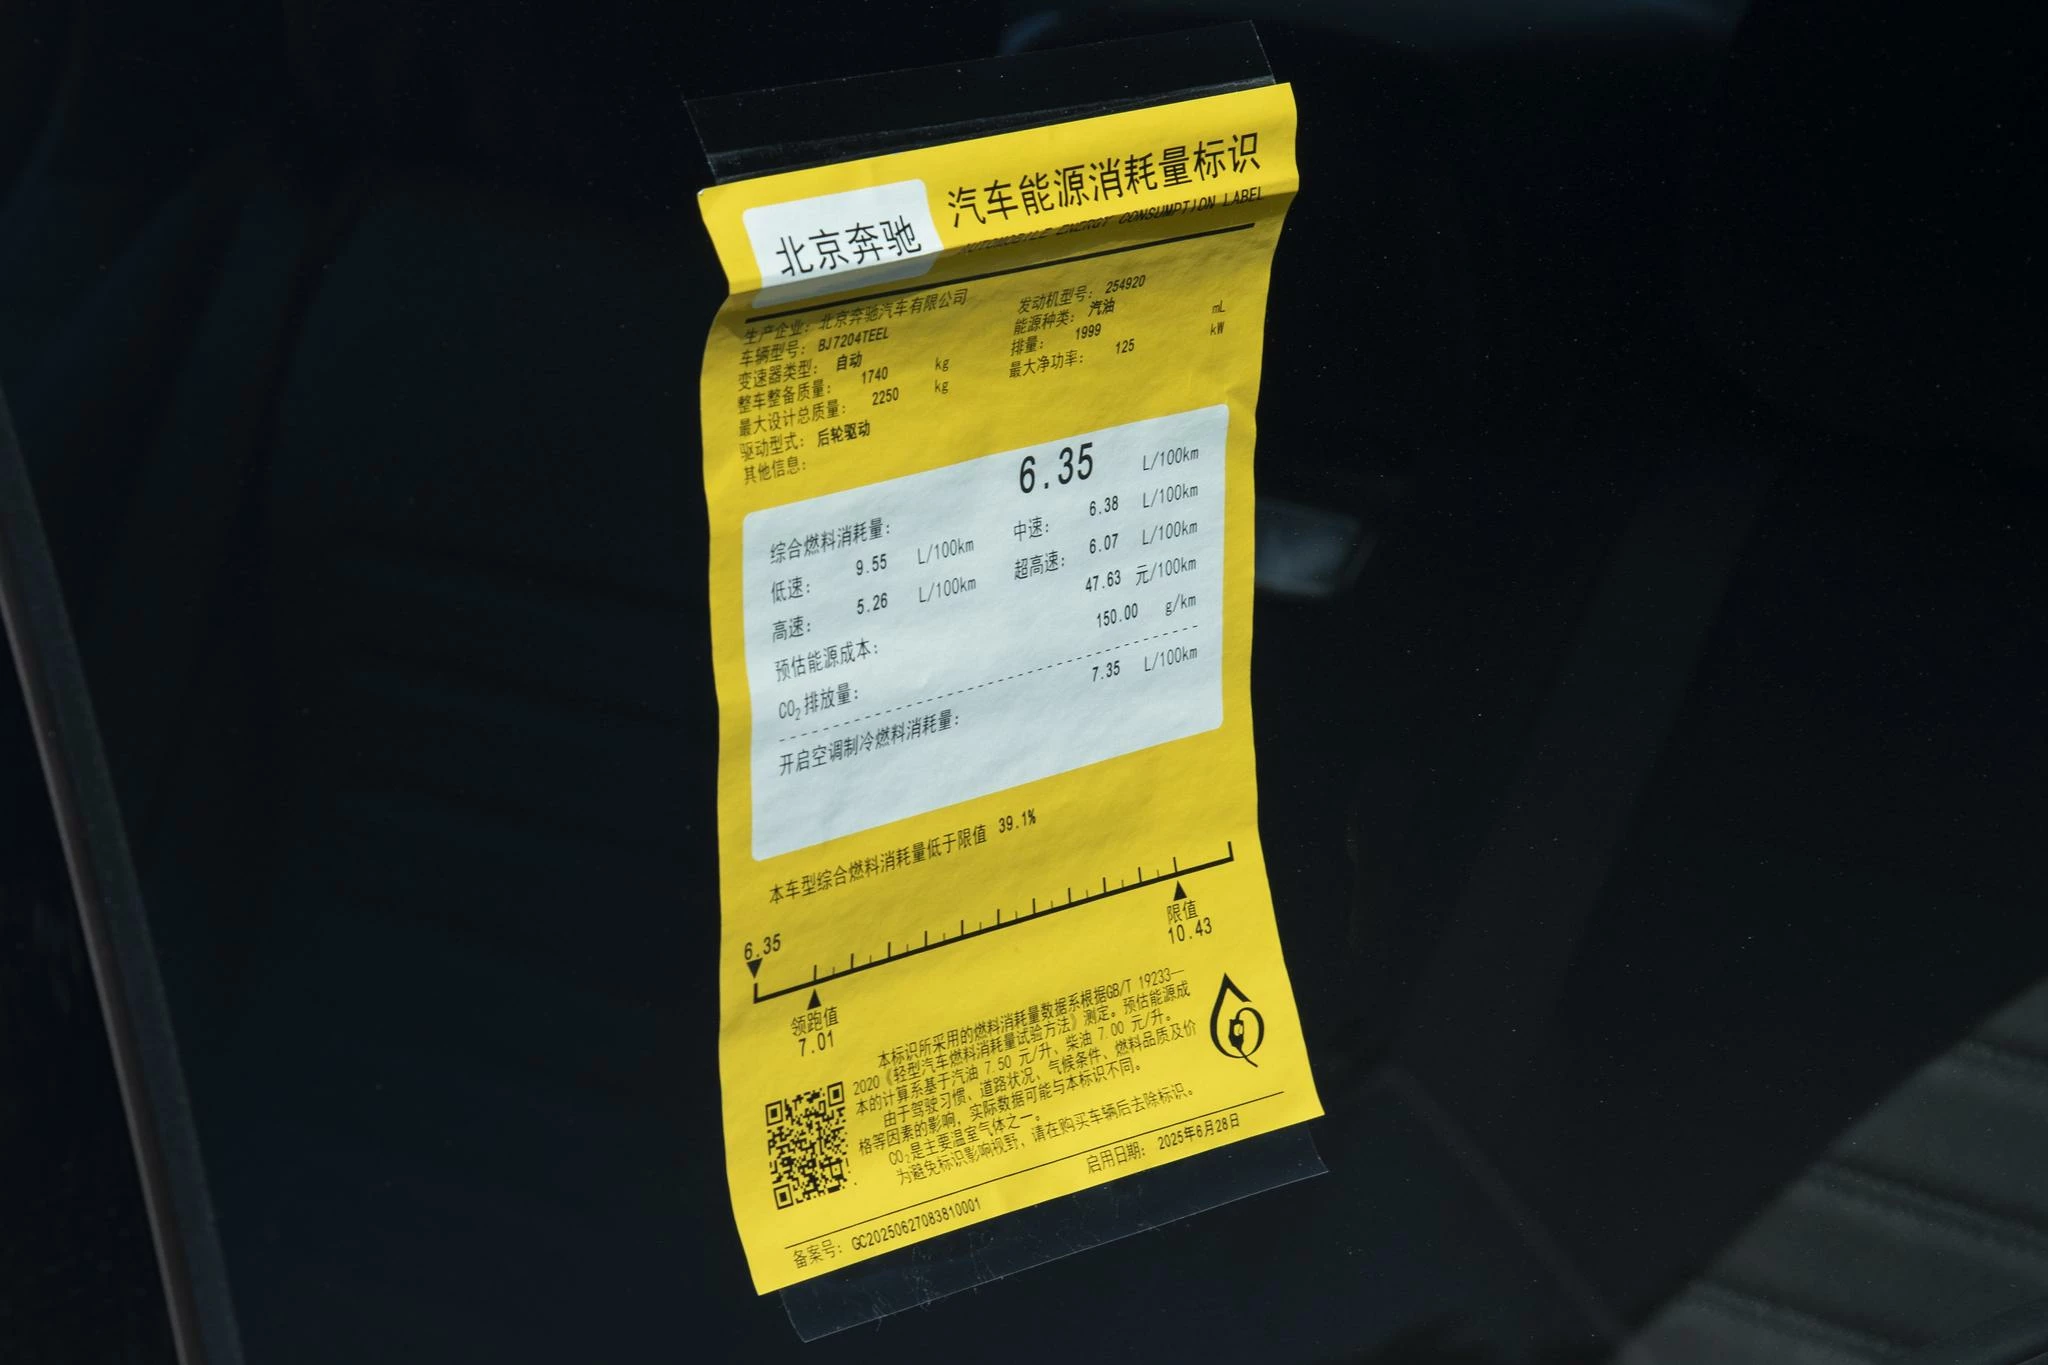 北京奔驰
汽车能源消耗量标识
AUTOMOBILE ENERGY CONSUMPTION LABEL
生产企业: 北京奔驰汽车有限公司
车辆型号: BJ7204TEEL
变速器类型: 自动
整车整备质量: 1740 kg
最大设计总质量: 2250 kg
驱动型式: 后轮驱动
其他信息:
发动机型号: 254920
能源种类: 汽油
排量: 1999 mL
最大净功率: 125 kW
综合燃料消耗量: 6.35 L/100km
低速: 9.55 L/100km 中速: 6.38 L/100km
高速: 5.26 L/100km 超高速: 6.07 L/100km
预估能源成本: 47.63 元/100km
CO₂排放量: 150.00 g/km
开启空调制冷燃料消耗量: 7.35 L/100km
本车型综合燃料消耗量低于限值 39.1%
6.35
领跑值
7.01
限值
10.43
本标识所采用的燃料消耗量数据系根据GB/T 19233—
2020《轻型汽车燃料消耗量试验方法》测定。预估能源成
本的计算系基于汽油 7.50 元/升、柴油 7.00 元/升。
由于驾驶习惯、道路状况、气候条件、燃料品质及价
格等因素的影响，实际数据可能与本标识不同。
CO₂是主要温室气体之一。
为避免标识影响视野，请在购买车辆后去除标识。
备案号: GC20250627083810001
启用日期: 2025年6月28日